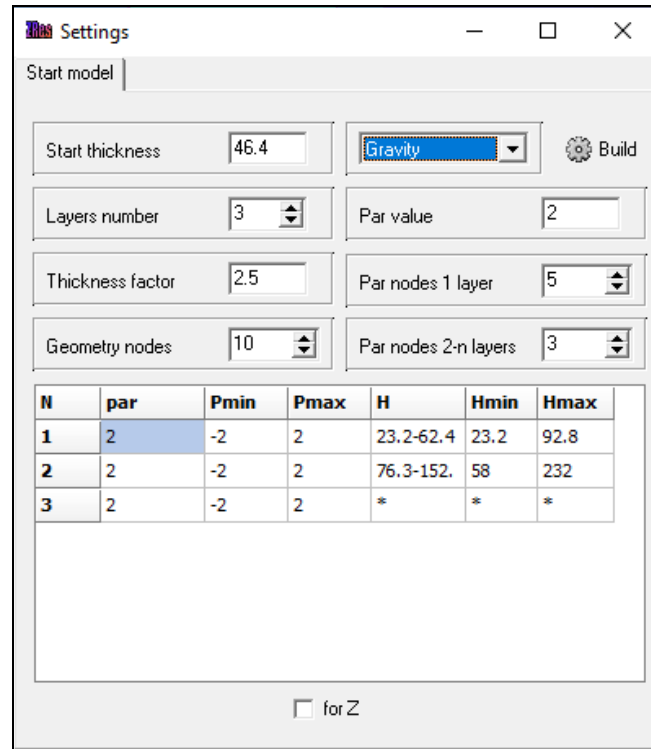 Settings
Start model
Start thickness 46.4 Gravity Build
Layers number 3 Par value 2
Thickness factor 2.5 Par nodes 1 layer 5
Geometry nodes 10 Par nodes 2-n layers 3
N par Pmin Pmax H Hmin Hmax
1 2 -2 2 23.2-62.4 23.2 92.8
2 2 -2 2 76.3-152. 58 232
3 2 -2 2 * * *
for Z